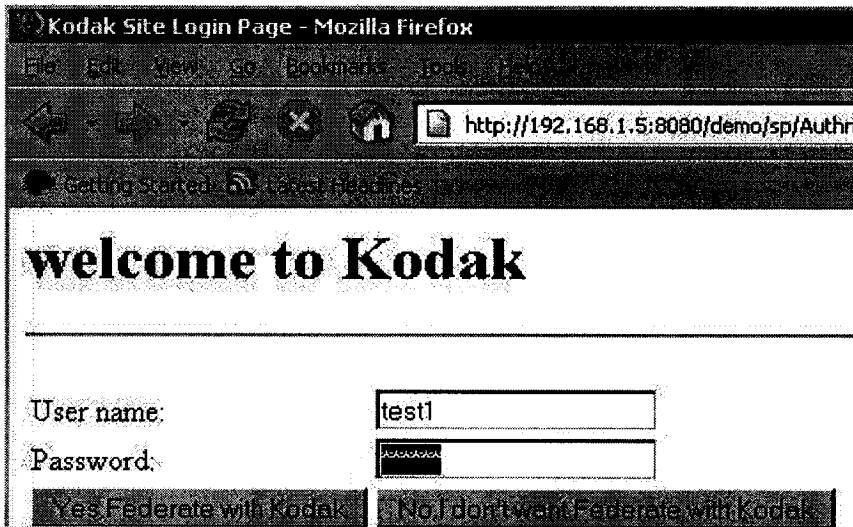 Kodak Site Login Page - Mozilla Firefox
File Edit View Go Bookmarks Tools Help
http://192.168.1.5:8080/demo/sp/Authn
Getting Started Latest Headlines
welcome to Kodak
User name: test1
Password:
Yes,Federate with Kodak No,I don't want Federate with Kodak